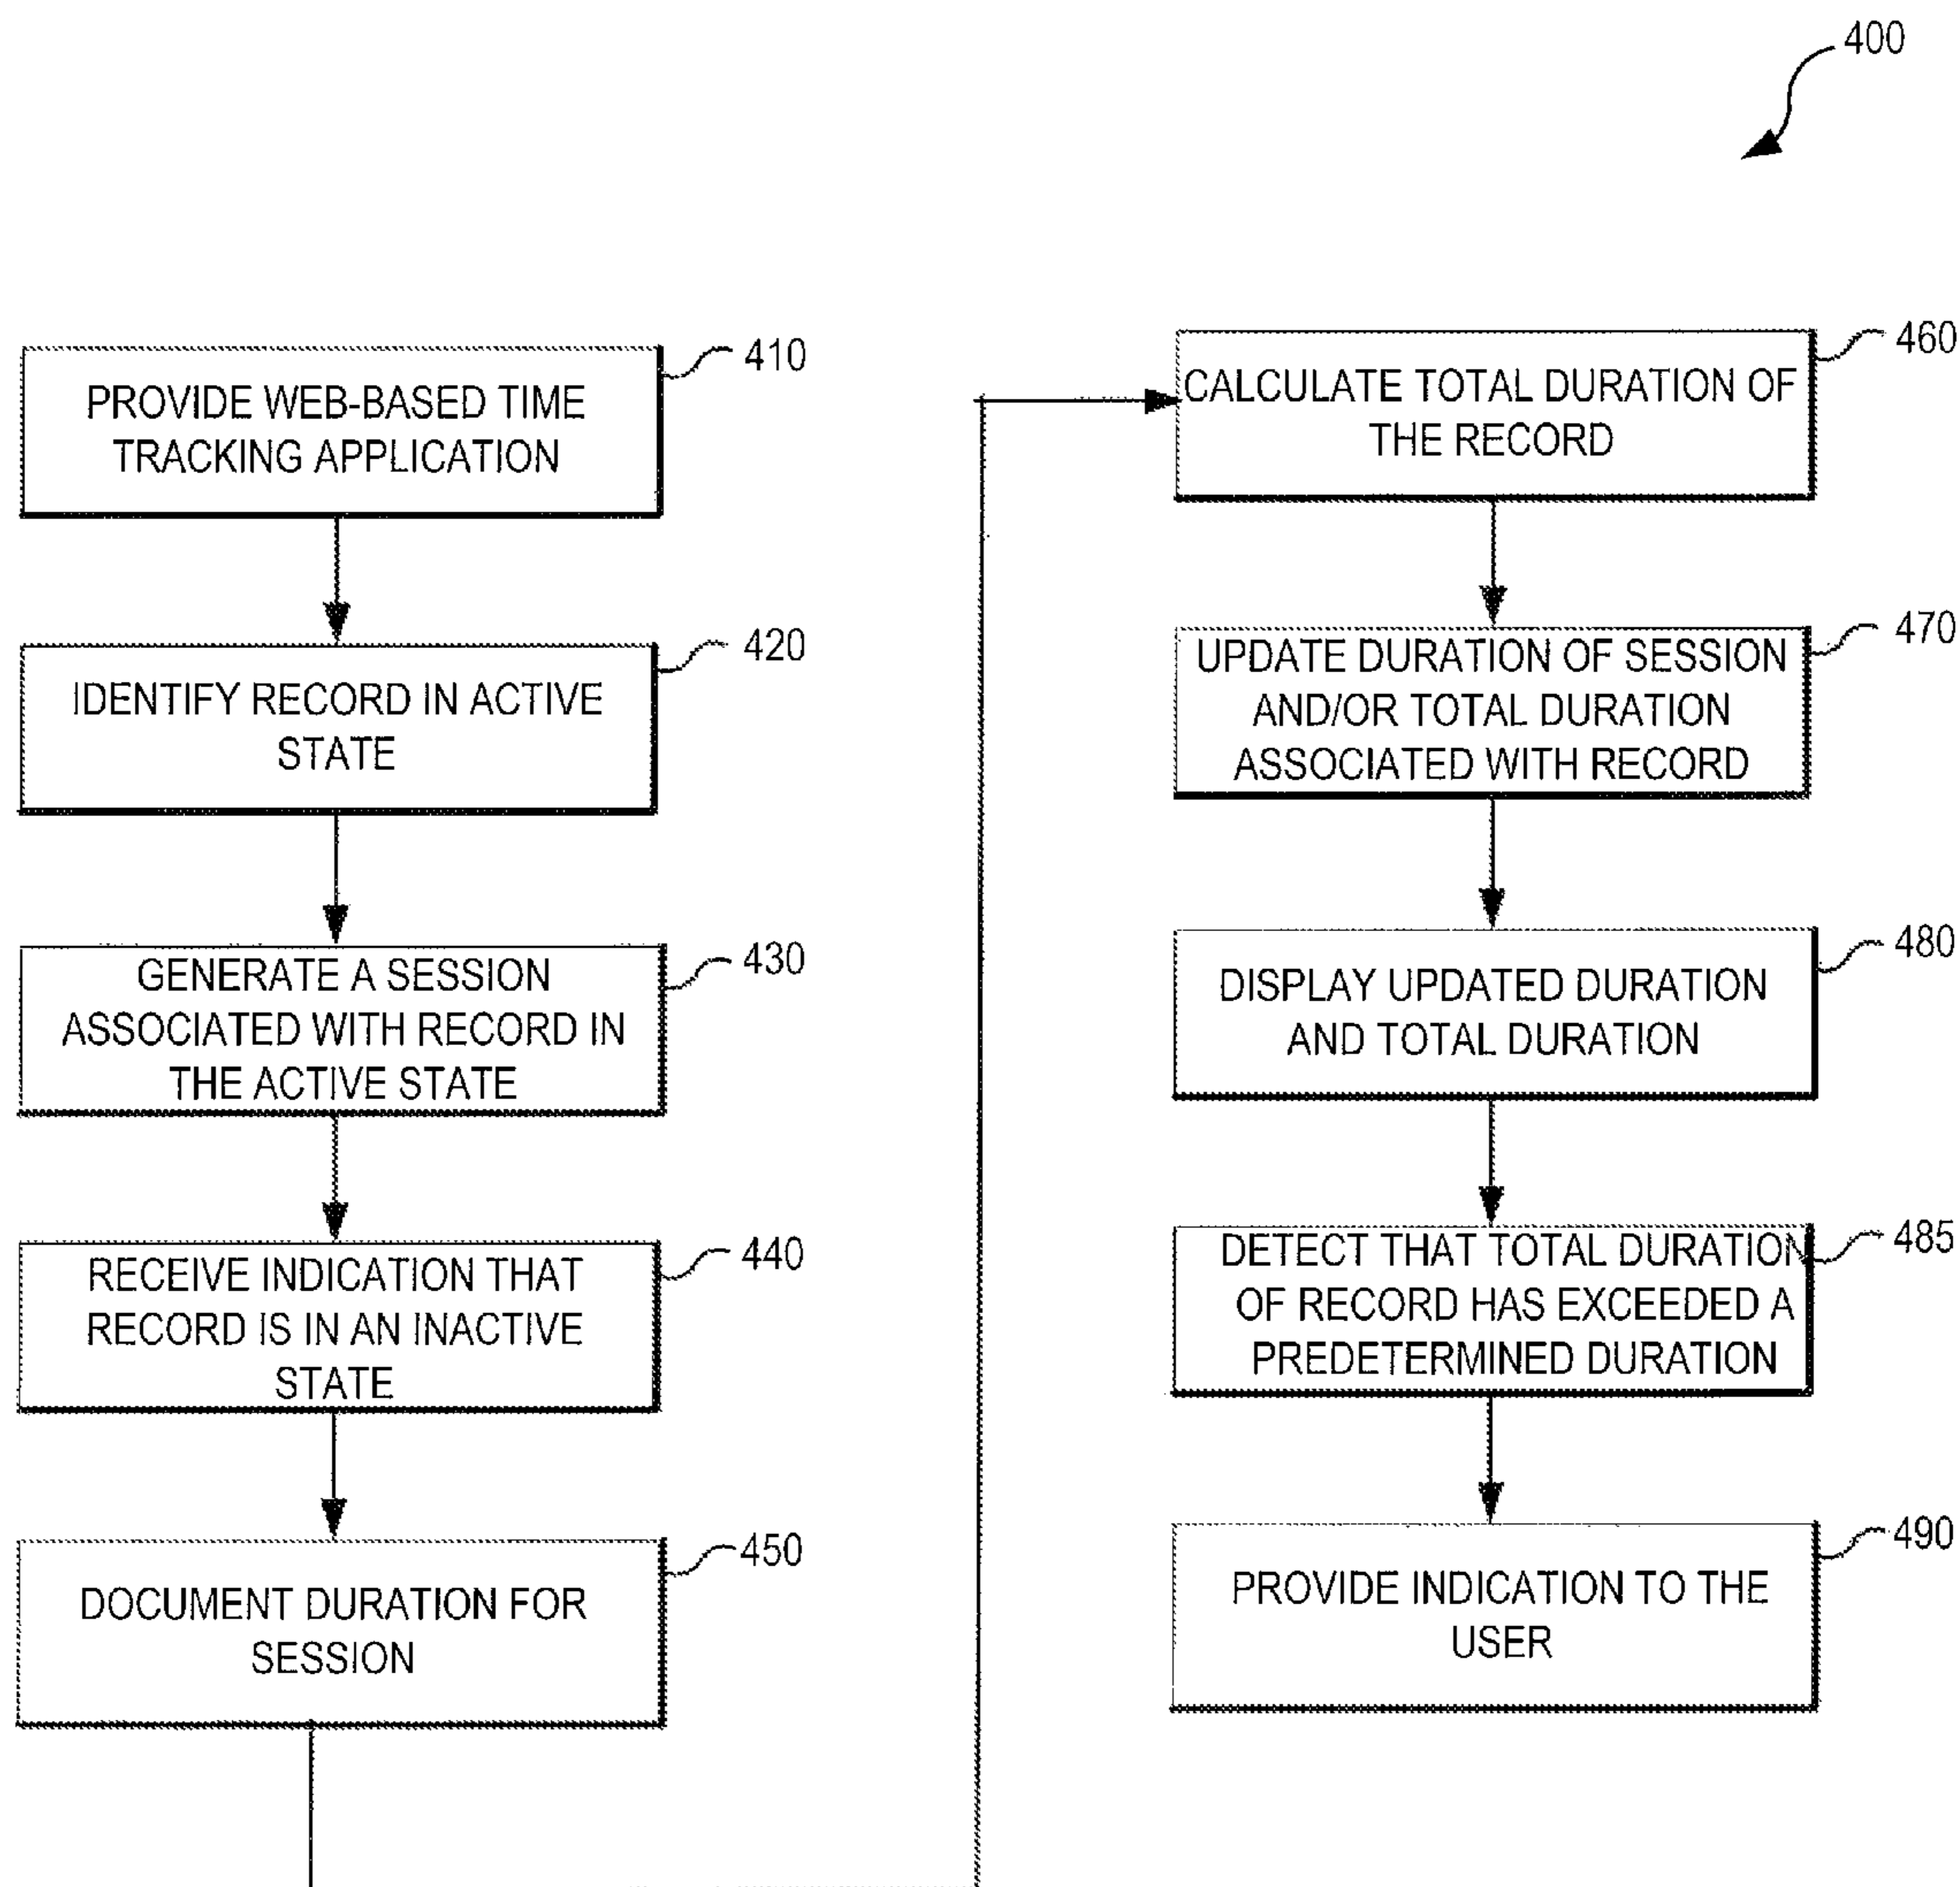 400
410
PROVIDE WEB-BASED TIME
TRACKING APPLICATION
420
IDENTIFY RECORD IN ACTIVE
STATE
430
GENERATE A SESSION
ASSOCIATED WITH RECORD IN
THE ACTIVE STATE
440
RECEIVE INDICATION THAT
RECORD IS IN AN INACTIVE
STATE
450
DOCUMENT DURATION FOR
SESSION
460
CALCULATE TOTAL DURATION OF
THE RECORD
470
UPDATE DURATION OF SESSION
AND/OR TOTAL DURATION
ASSOCIATED WITH RECORD
480
DISPLAY UPDATED DURATION
AND TOTAL DURATION
485
DETECT THAT TOTAL DURATION
OF RECORD HAS EXCEEDED A
PREDETERMINED DURATION
490
PROVIDE INDICATION TO THE
USER